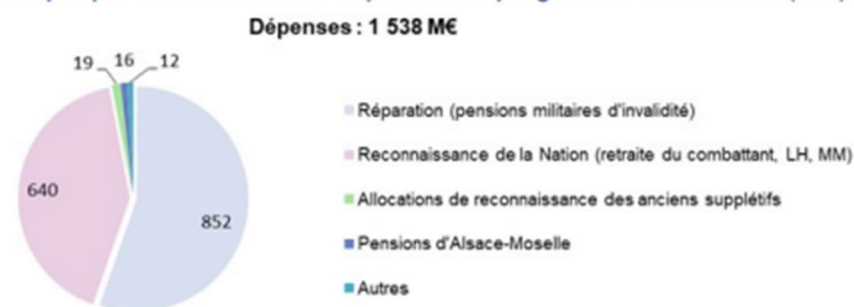 Dépenses : 1 538 M€
19 16 12
640
852
Réparation (pensions militaires d'invalidité)
Reconnaissance de la Nation (retraite du combattant, LH, MM)
Allocations de reconnaissance des anciens supplétifs
Pensions d'Alsace-Moselle
Autres